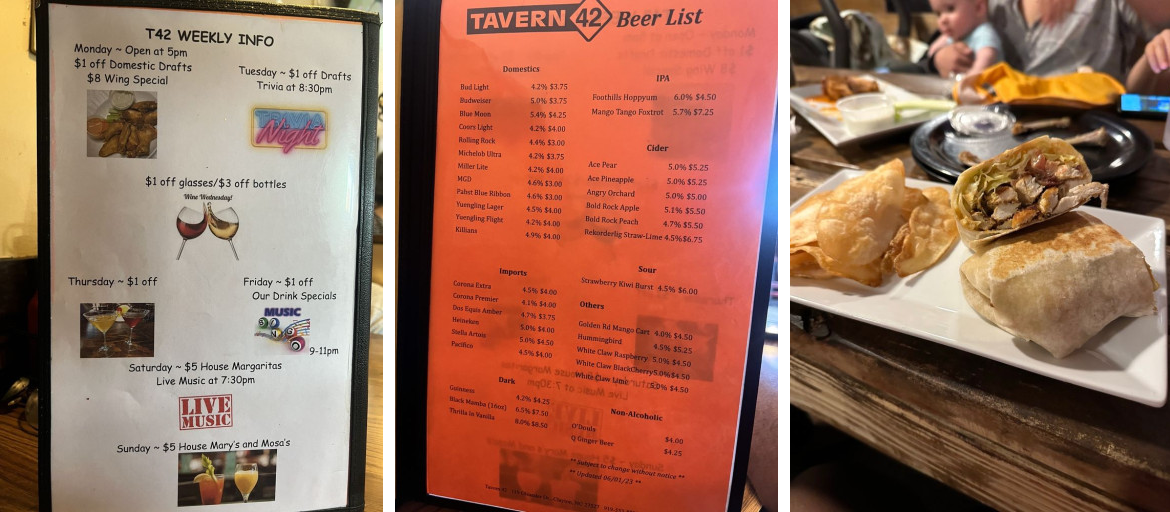 T42 WEEKLY INFO
Monday ~ Open at 5pm
$1 off Domestic Drafts
$8 Wing Special
Tuesday ~ $1 off Drafts
Trivia at 8:30pm
TRIVIA
Night
$1 off glasses/$3 off bottles
Wine Wednesday!
Thursday ~ $1 off
Friday ~ $1 off
Our Drink Specials
MUSIC
9-11pm
Saturday ~ $5 House Margaritas
Live Music at 7:30pm
LIVE
MUSIC
Sunday ~ $5 House Mary's and Mosa's
TAVERN 42 Beer List
Domestics
Bud Light 4.2% $3.75
Budweiser 5.0% $3.75
Blue Moon 5.4% $4.25
Coors Light 4.2% $4.00
Rolling Rock 4.4% $3.00
Michelob Ultra 4.2% $3.75
Miller Lite 4.2% $4.00
MGD 4.6% $3.00
Pabst Blue Ribbon 4.6% $3.00
Yuengling Lager 4.5% $4.00
Yuengling Flight 4.2% $4.00
Killians 4.9% $4.00
Imports
Corona Extra 4.5% $4.00
Corona Premier 4.1% $4.00
Dos Equis Amber 4.7% $3.75
Heineken 5.0% $4.00
Stella Artois 5.0% $4.50
Pacifico 4.5% $4.00
Dark
Guinness 4.2% $4.25
Black Mamba (16oz) 6.5% $7.50
Thrilla in Vanilla 8.0% $8.50
IPA
Foothills Hoppyum 6.0% $4.50
Mango Tango Foxtrot 5.7% $7.25
Cider
Ace Pear 5.0% $5.25
Ace Pineapple 5.0% $5.25
Angry Orchard 5.0% $5.00
Bold Rock Apple 5.1% $5.50
Bold Rock Peach 4.7% $5.50
Rekorderlig Straw-Lime 4.5%$6.75
Sour
Strawberry Kiwi Burst 4.5% $6.00
Others
Golden Rd Mango Cart 4.0% $4.50
Hummingbird 4.5% $5.25
White Claw Raspberry 5.0% $4.50
White Claw BlackCherry5.0%$4.50
White Claw Lime 5.0% $4.50
Non-Alcoholic
O'Douls $4.00
Q Ginger Beer $4.25
** Subject to change without notice **
** Updated 06/01/23 **